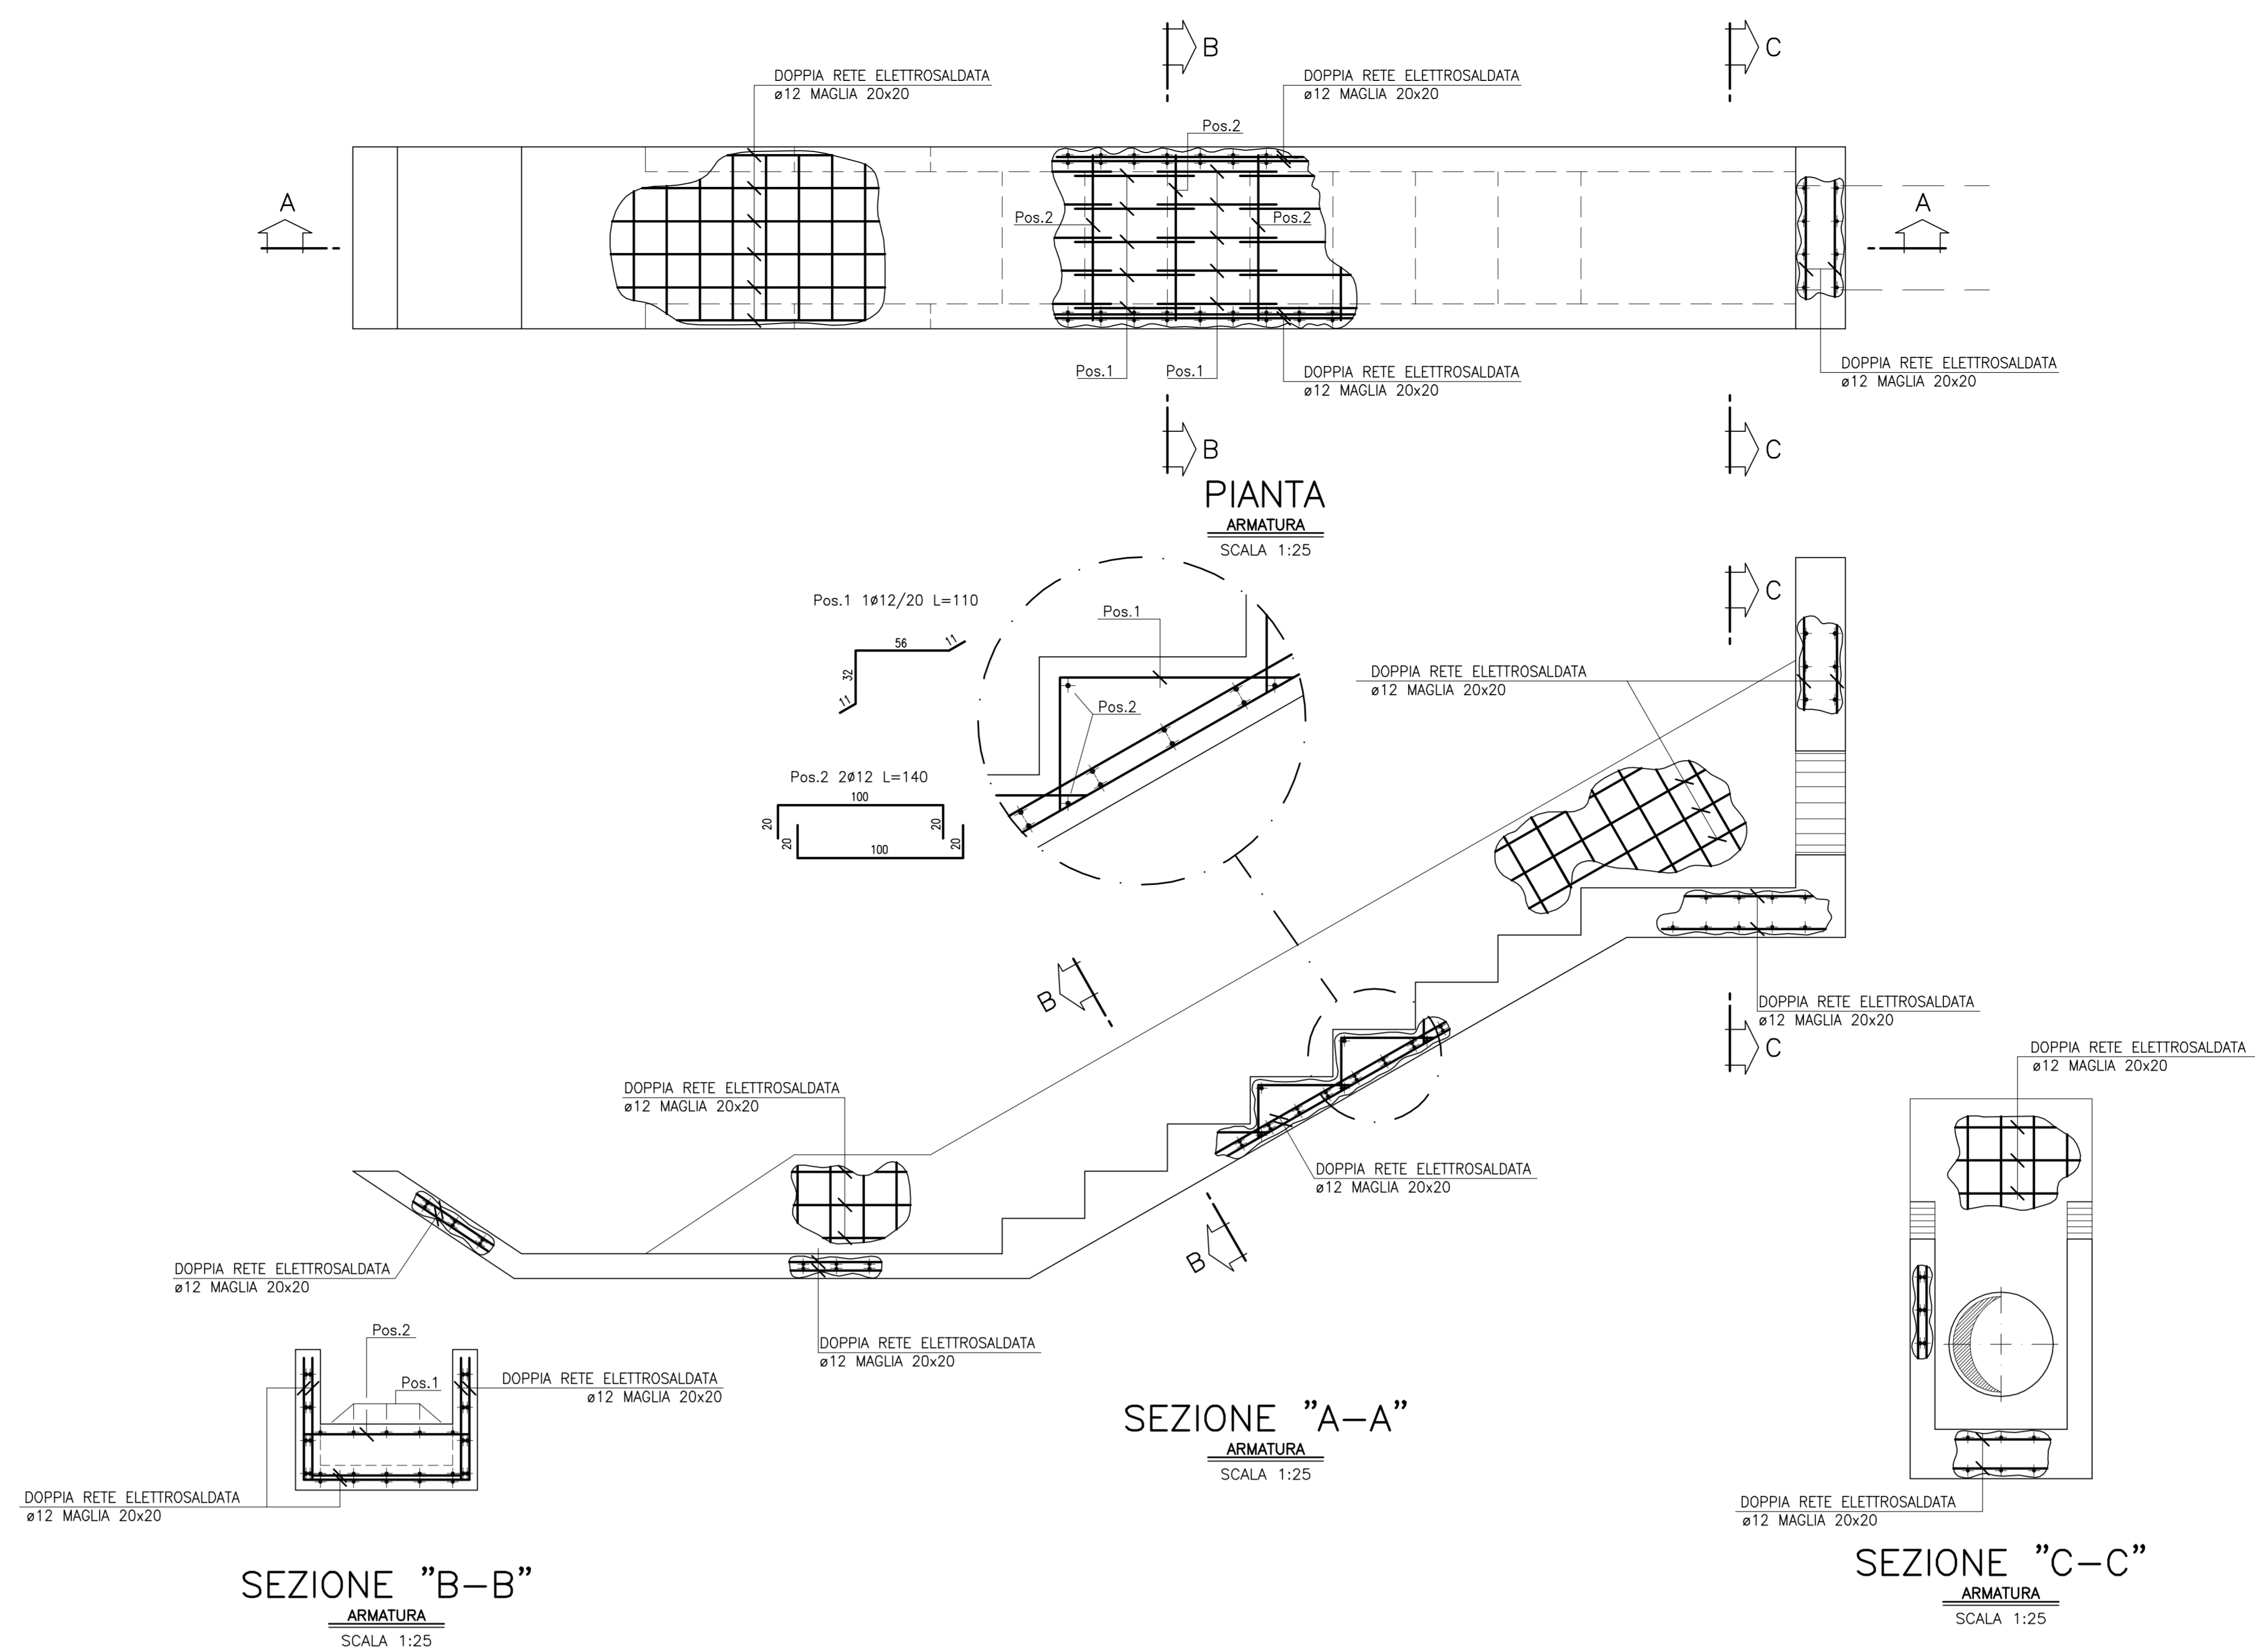 B
C
DOPPIA RETE ELETTROSALDATA
ø12 MAGLIA 20x20
DOPPIA RETE ELETTROSALDATA
ø12 MAGLIA 20x20
Pos.2
A
Pos.2
Pos.2
A
Pos.1
Pos.1
DOPPIA RETE ELETTROSALDATA
ø12 MAGLIA 20x20
DOPPIA RETE ELETTROSALDATA
ø12 MAGLIA 20x20
B
C
PIANTA
ARMATURA
SCALA 1:25
Pos.1 1ø12/20 L=110
56
11
32
11
Pos.2 2ø12 L=140
100
20
20
20
20
100
Pos.1
Pos.2
C
DOPPIA RETE ELETTROSALDATA
ø12 MAGLIA 20x20
B
DOPPIA RETE ELETTROSALDATA
ø12 MAGLIA 20x20
C
DOPPIA RETE ELETTROSALDATA
ø12 MAGLIA 20x20
DOPPIA RETE ELETTROSALDATA
ø12 MAGLIA 20x20
DOPPIA RETE ELETTROSALDATA
ø12 MAGLIA 20x20
B
DOPPIA RETE ELETTROSALDATA
ø12 MAGLIA 20x20
DOPPIA RETE ELETTROSALDATA
ø12 MAGLIA 20x20
SEZIONE "A-A"
ARMATURA
SCALA 1:25
Pos.2
Pos.1
DOPPIA RETE ELETTROSALDATA
ø12 MAGLIA 20x20
DOPPIA RETE ELETTROSALDATA
ø12 MAGLIA 20x20
SEZIONE "B-B"
ARMATURA
SCALA 1:25
DOPPIA RETE ELETTROSALDATA
ø12 MAGLIA 20x20
SEZIONE "C-C"
ARMATURA
SCALA 1:25